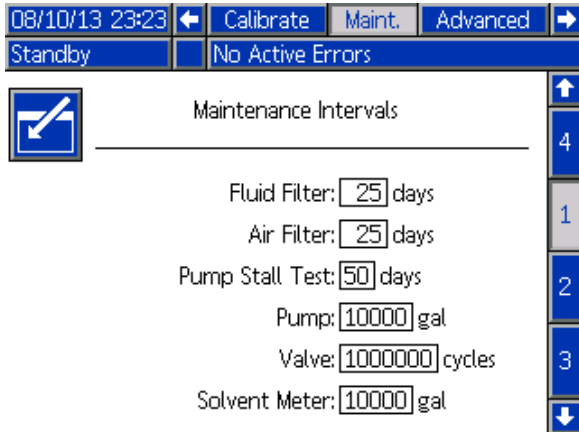 08/10/13 23:23 Calibrate Maint. Advanced
Standby No Active Errors
Maintenance Intervals
4
Fluid Filter: 25 days
1
Air Filter: 25 days
Pump Stall Test: 50 days
2
Pump: 10000 gal
Valve: 1000000 cycles
3
Solvent Meter: 10000 gal